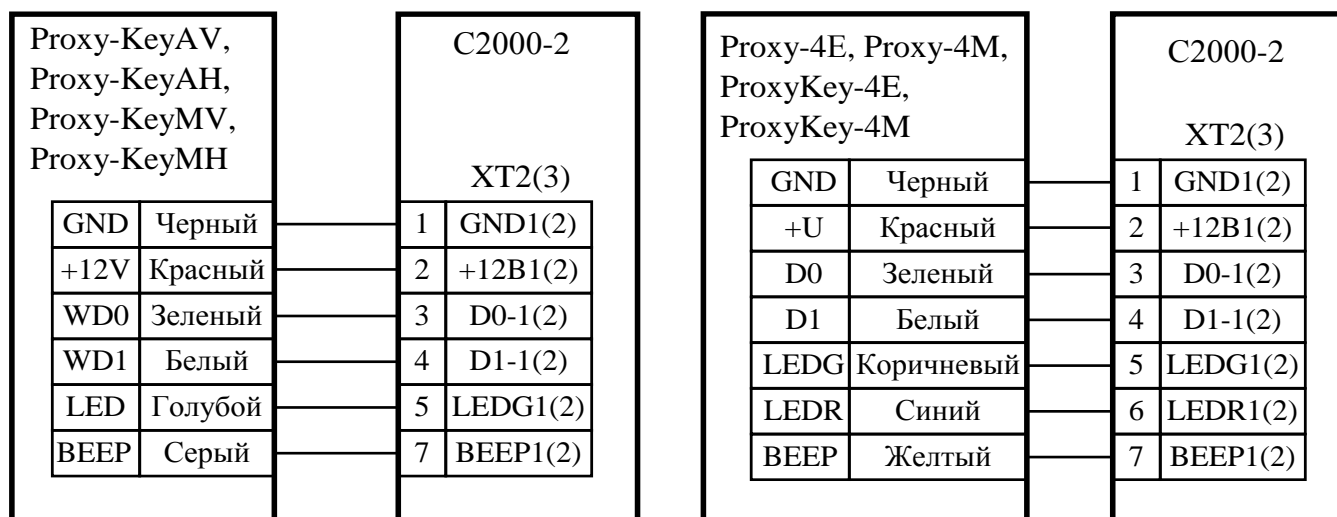 Proxy-KeyAV,
Proxy-KeyAH,
Proxy-KeyMV,
Proxy-KeyMH
C2000-2
XT2(3)
GND Черный 1 GND1(2)
+12V Красный 2 +12В1(2)
WD0 Зеленый 3 D0-1(2)
WD1 Белый 4 D1-1(2)
LED Голубой 5 LEDG1(2)
BEEP Серый 7 BEEP1(2)
Proxy-4E, Proxy-4M,
ProxyKey-4E,
ProxyKey-4M
C2000-2
XT2(3)
GND Черный 1 GND1(2)
+U Красный 2 +12В1(2)
D0 Зеленый 3 D0-1(2)
D1 Белый 4 D1-1(2)
LEDG Коричневый 5 LEDG1(2)
LEDR Синий 6 LEDR1(2)
BEEP Желтый 7 BEEP1(2)